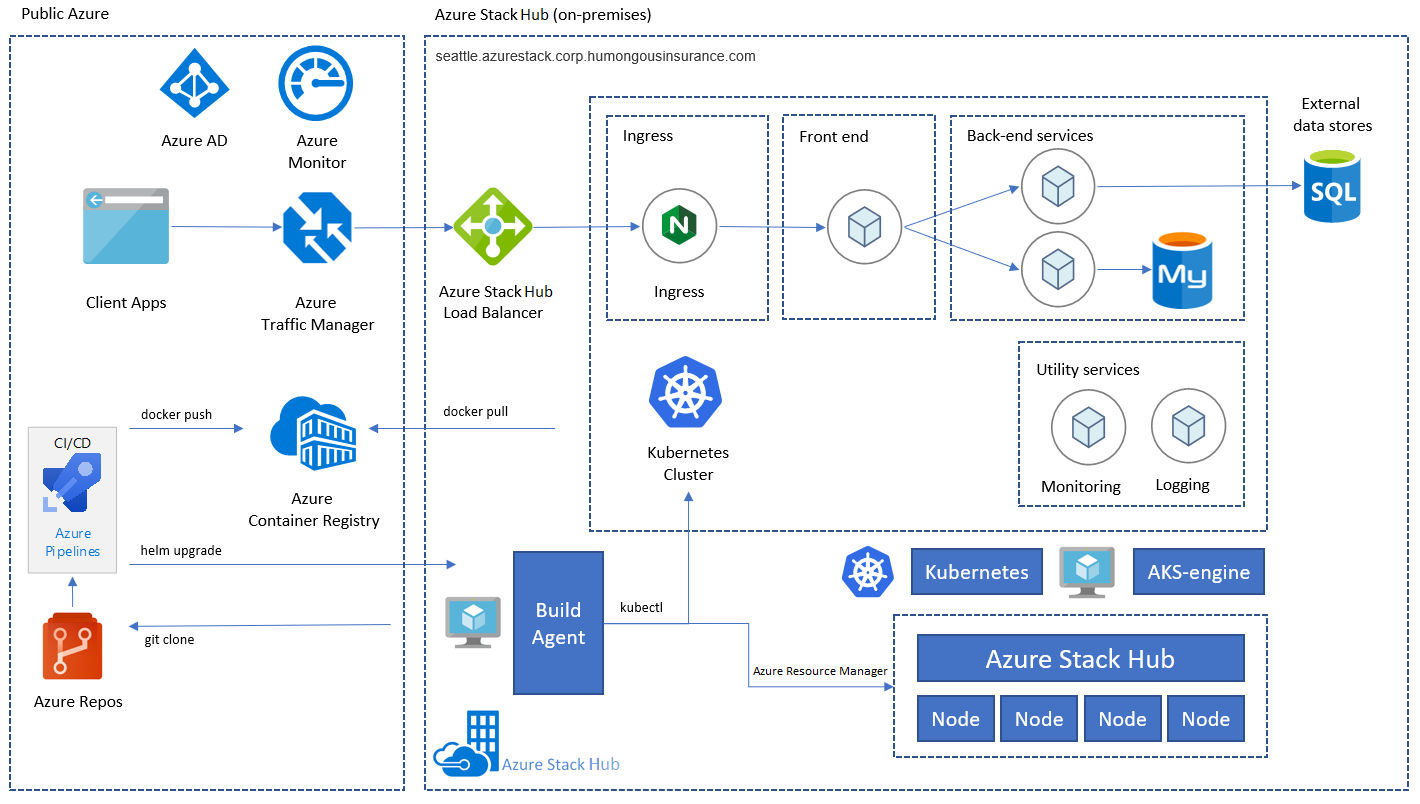 Public Azure
Azure Stack Hub (on-premises)
seattle.azurestack.corp.humongousinsurance.com
Azure AD
Azure
Monitor
Client Apps
Azure
Traffic Manager
Azure Stack Hub
Load Balancer
Ingress
Ingress
Front end
Back-end services
My
External
data stores
SQL
Utility services
Monitoring
Logging
Kubernetes
Cluster
docker push
docker pull
CI/CD
Azure
Pipelines
Azure
Container Registry
helm upgrade
git clone
Azure Repos
Build
Agent
kubectl
Azure Resource Manager
Kubernetes
AKS-engine
Azure Stack Hub
Node
Node
Node
Node
Azure Stack Hub